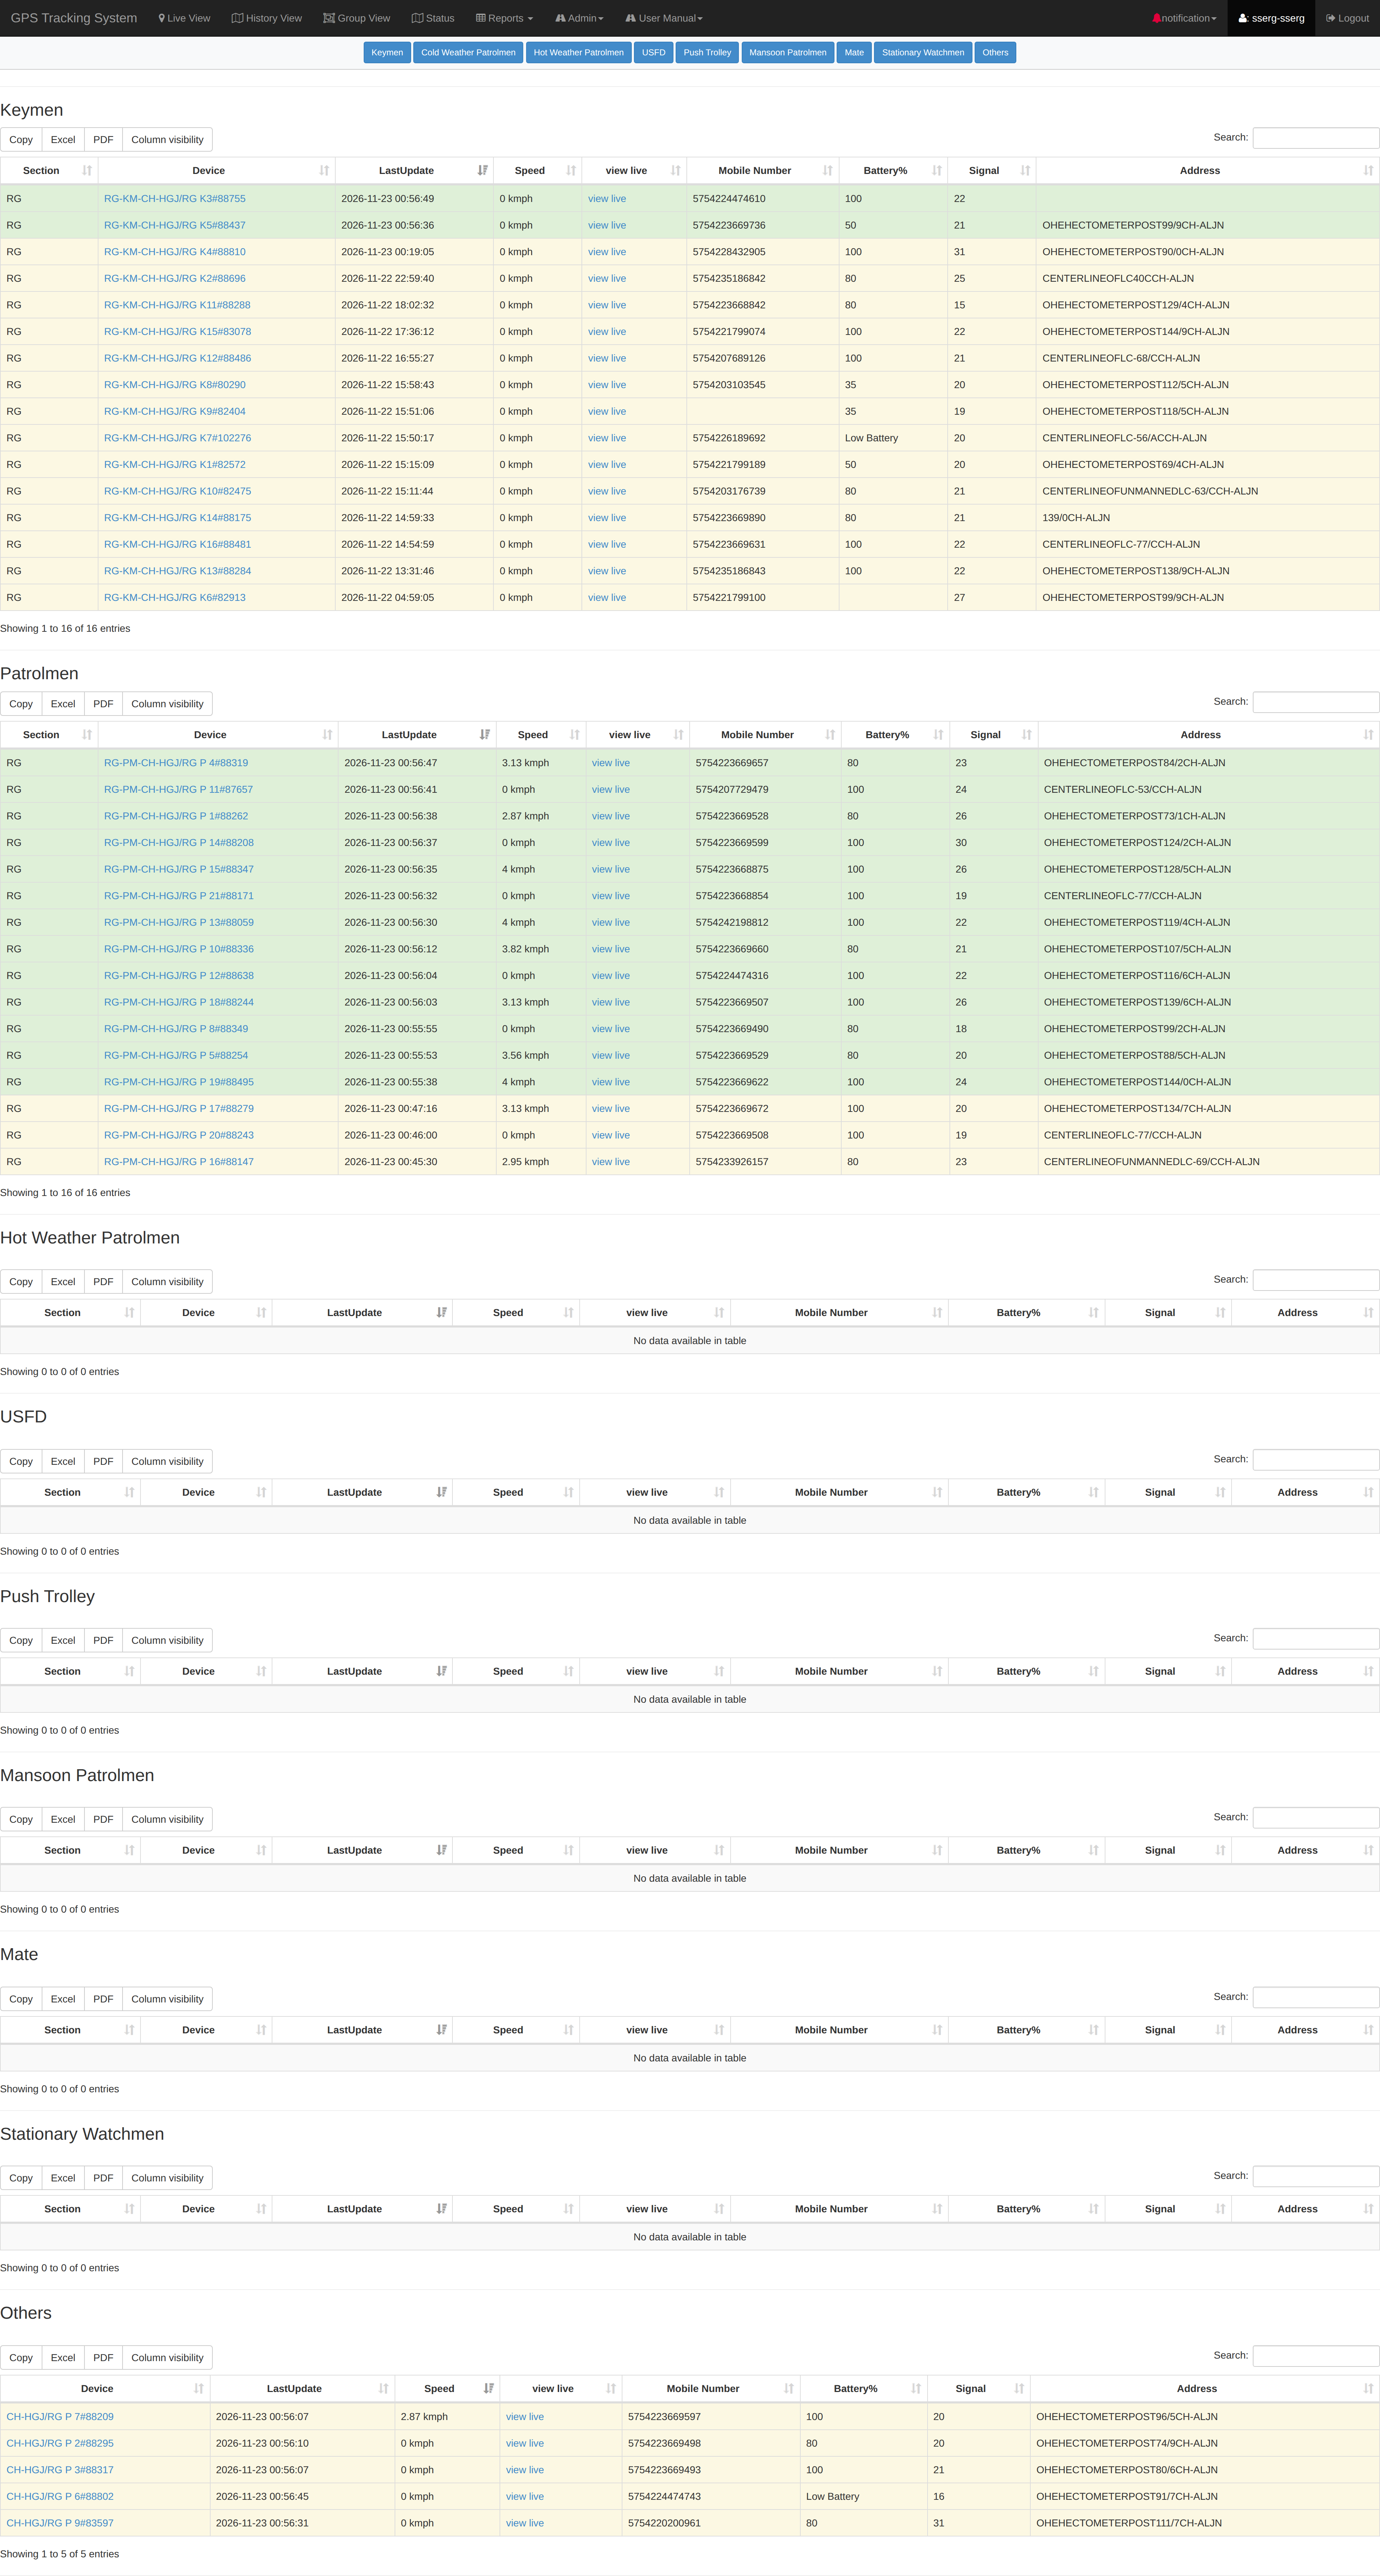 GPS Tracking System Live View History View Group View Status Reports Admin User Manual notification : sserg-sserg Logout
Keymen Cold Weather Patrolmen Hot Weather Patrolmen USFD Push Trolley Mansoon Patrolmen Mate Stationary Watchmen Others
Keymen
Copy Excel PDF Column visibility Search:
Section Device LastUpdate Speed view live Mobile Number Battery% Signal Address
RG RG-KM-CH-HGJ/RG K3#88755 2026-11-23 00:56:49 0 kmph view live 5754224474610 100 22
RG RG-KM-CH-HGJ/RG K5#88437 2026-11-23 00:56:36 0 kmph view live 5754223669736 50 21 OHEHECTOMETERPOST99/9CH-ALJN
RG RG-KM-CH-HGJ/RG K4#88810 2026-11-23 00:19:05 0 kmph view live 5754228432905 100 31 OHEHECTOMETERPOST90/0CH-ALJN
RG RG-KM-CH-HGJ/RG K2#88696 2026-11-22 22:59:40 0 kmph view live 5754235186842 80 25 CENTERLINEOFLC40CCH-ALJN
RG RG-KM-CH-HGJ/RG K11#88288 2026-11-22 18:02:32 0 kmph view live 5754223668842 80 15 OHEHECTOMETERPOST129/4CH-ALJN
RG RG-KM-CH-HGJ/RG K15#83078 2026-11-22 17:36:12 0 kmph view live 5754221799074 100 22 OHEHECTOMETERPOST144/9CH-ALJN
RG RG-KM-CH-HGJ/RG K12#88486 2026-11-22 16:55:27 0 kmph view live 5754207689126 100 21 CENTERLINEOFLC-68/CCH-ALJN
RG RG-KM-CH-HGJ/RG K8#80290 2026-11-22 15:58:43 0 kmph view live 5754203103545 35 20 OHEHECTOMETERPOST112/5CH-ALJN
RG RG-KM-CH-HGJ/RG K9#82404 2026-11-22 15:51:06 0 kmph view live 35 19 OHEHECTOMETERPOST118/5CH-ALJN
RG RG-KM-CH-HGJ/RG K7#102276 2026-11-22 15:50:17 0 kmph view live 5754226189692 Low Battery 20 CENTERLINEOFLC-56/ACCH-ALJN
RG RG-KM-CH-HGJ/RG K1#82572 2026-11-22 15:15:09 0 kmph view live 5754221799189 50 20 OHEHECTOMETERPOST69/4CH-ALJN
RG RG-KM-CH-HGJ/RG K10#82475 2026-11-22 15:11:44 0 kmph view live 5754203176739 80 21 CENTERLINEOFUNMANNEDLC-63/CCH-ALJN
RG RG-KM-CH-HGJ/RG K14#88175 2026-11-22 14:59:33 0 kmph view live 5754223669890 80 21 139/0CH-ALJN
RG RG-KM-CH-HGJ/RG K16#88481 2026-11-22 14:54:59 0 kmph view live 5754223669631 100 22 CENTERLINEOFLC-77/CCH-ALJN
RG RG-KM-CH-HGJ/RG K13#88284 2026-11-22 13:31:46 0 kmph view live 5754235186843 100 22 OHEHECTOMETERPOST138/9CH-ALJN
RG RG-KM-CH-HGJ/RG K6#82913 2026-11-22 04:59:05 0 kmph view live 5754221799100 27 OHEHECTOMETERPOST99/9CH-ALJN
Showing 1 to 16 of 16 entries
Patrolmen
Copy Excel PDF Column visibility Search:
Section Device LastUpdate Speed view live Mobile Number Battery% Signal Address
RG RG-PM-CH-HGJ/RG P 4#88319 2026-11-23 00:56:47 3.13 kmph view live 5754223669657 80 23 OHEHECTOMETERPOST84/2CH-ALJN
RG RG-PM-CH-HGJ/RG P 11#87657 2026-11-23 00:56:41 0 kmph view live 5754207729479 100 24 CENTERLINEOFLC-53/CCH-ALJN
RG RG-PM-CH-HGJ/RG P 1#88262 2026-11-23 00:56:38 2.87 kmph view live 5754223669528 80 26 OHEHECTOMETERPOST73/1CH-ALJN
RG RG-PM-CH-HGJ/RG P 14#88208 2026-11-23 00:56:37 0 kmph view live 5754223669599 100 30 OHEHECTOMETERPOST124/2CH-ALJN
RG RG-PM-CH-HGJ/RG P 15#88347 2026-11-23 00:56:35 4 kmph view live 5754223668875 100 26 OHEHECTOMETERPOST128/5CH-ALJN
RG RG-PM-CH-HGJ/RG P 21#88171 2026-11-23 00:56:32 0 kmph view live 5754223668854 100 19 CENTERLINEOFLC-77/CCH-ALJN
RG RG-PM-CH-HGJ/RG P 13#88059 2026-11-23 00:56:30 4 kmph view live 5754242198812 100 22 OHEHECTOMETERPOST119/4CH-ALJN
RG RG-PM-CH-HGJ/RG P 10#88336 2026-11-23 00:56:12 3.82 kmph view live 5754223669660 80 21 OHEHECTOMETERPOST107/5CH-ALJN
RG RG-PM-CH-HGJ/RG P 12#88638 2026-11-23 00:56:04 0 kmph view live 5754224474316 100 22 OHEHECTOMETERPOST116/6CH-ALJN
RG RG-PM-CH-HGJ/RG P 18#88244 2026-11-23 00:56:03 3.13 kmph view live 5754223669507 100 26 OHEHECTOMETERPOST139/6CH-ALJN
RG RG-PM-CH-HGJ/RG P 8#88349 2026-11-23 00:55:55 0 kmph view live 5754223669490 80 18 OHEHECTOMETERPOST99/2CH-ALJN
RG RG-PM-CH-HGJ/RG P 5#88254 2026-11-23 00:55:53 3.56 kmph view live 5754223669529 80 20 OHEHECTOMETERPOST88/5CH-ALJN
RG RG-PM-CH-HGJ/RG P 19#88495 2026-11-23 00:55:38 4 kmph view live 5754223669622 100 24 OHEHECTOMETERPOST144/0CH-ALJN
RG RG-PM-CH-HGJ/RG P 17#88279 2026-11-23 00:47:16 3.13 kmph view live 5754223669672 100 20 OHEHECTOMETERPOST134/7CH-ALJN
RG RG-PM-CH-HGJ/RG P 20#88243 2026-11-23 00:46:00 0 kmph view live 5754223669508 100 19 CENTERLINEOFLC-77/CCH-ALJN
RG RG-PM-CH-HGJ/RG P 16#88147 2026-11-23 00:45:30 2.95 kmph view live 5754233926157 80 23 CENTERLINEOFUNMANNEDLC-69/CCH-ALJN
Showing 1 to 16 of 16 entries
Hot Weather Patrolmen
Copy Excel PDF Column visibility Search:
Section Device LastUpdate Speed view live Mobile Number Battery% Signal Address
No data available in table
Showing 0 to 0 of 0 entries
USFD
Copy Excel PDF Column visibility Search:
Section Device LastUpdate Speed view live Mobile Number Battery% Signal Address
No data available in table
Showing 0 to 0 of 0 entries
Push Trolley
Copy Excel PDF Column visibility Search:
Section Device LastUpdate Speed view live Mobile Number Battery% Signal Address
No data available in table
Showing 0 to 0 of 0 entries
Mansoon Patrolmen
Copy Excel PDF Column visibility Search:
Section Device LastUpdate Speed view live Mobile Number Battery% Signal Address
No data available in table
Showing 0 to 0 of 0 entries
Mate
Copy Excel PDF Column visibility Search:
Section Device LastUpdate Speed view live Mobile Number Battery% Signal Address
No data available in table
Showing 0 to 0 of 0 entries
Stationary Watchmen
Copy Excel PDF Column visibility Search:
Section Device LastUpdate Speed view live Mobile Number Battery% Signal Address
No data available in table
Showing 0 to 0 of 0 entries
Others
Copy Excel PDF Column visibility Search:
Device LastUpdate Speed view live Mobile Number Battery% Signal Address
CH-HGJ/RG P 7#88209 2026-11-23 00:56:07 2.87 kmph view live 5754223669597 100 20 OHEHECTOMETERPOST96/5CH-ALJN
CH-HGJ/RG P 2#88295 2026-11-23 00:56:10 0 kmph view live 5754223669498 80 20 OHEHECTOMETERPOST74/9CH-ALJN
CH-HGJ/RG P 3#88317 2026-11-23 00:56:07 0 kmph view live 5754223669493 100 21 OHEHECTOMETERPOST80/6CH-ALJN
CH-HGJ/RG P 6#88802 2026-11-23 00:56:45 0 kmph view live 5754224474743 Low Battery 16 OHEHECTOMETERPOST91/7CH-ALJN
CH-HGJ/RG P 9#83597 2026-11-23 00:56:31 0 kmph view live 5754220200961 80 31 OHEHECTOMETERPOST111/7CH-ALJN
Showing 1 to 5 of 5 entries